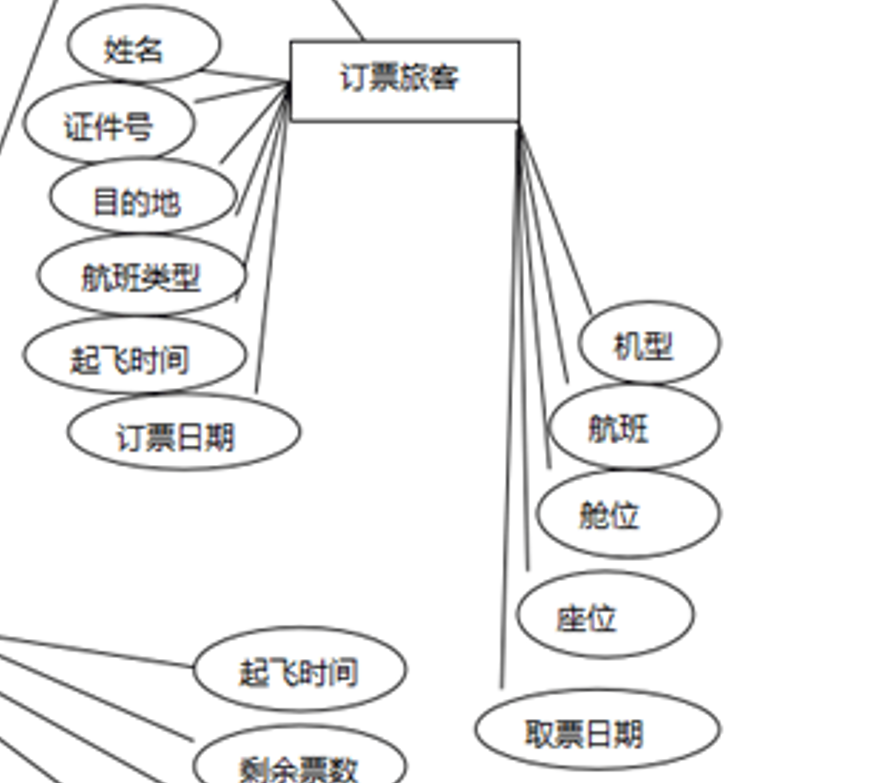 姓名
订票旅客
证件号
目的地
航班类型
起飞时间
订票日期
机型
航班
舱位
座位
取票日期
起飞时间
剩余票数